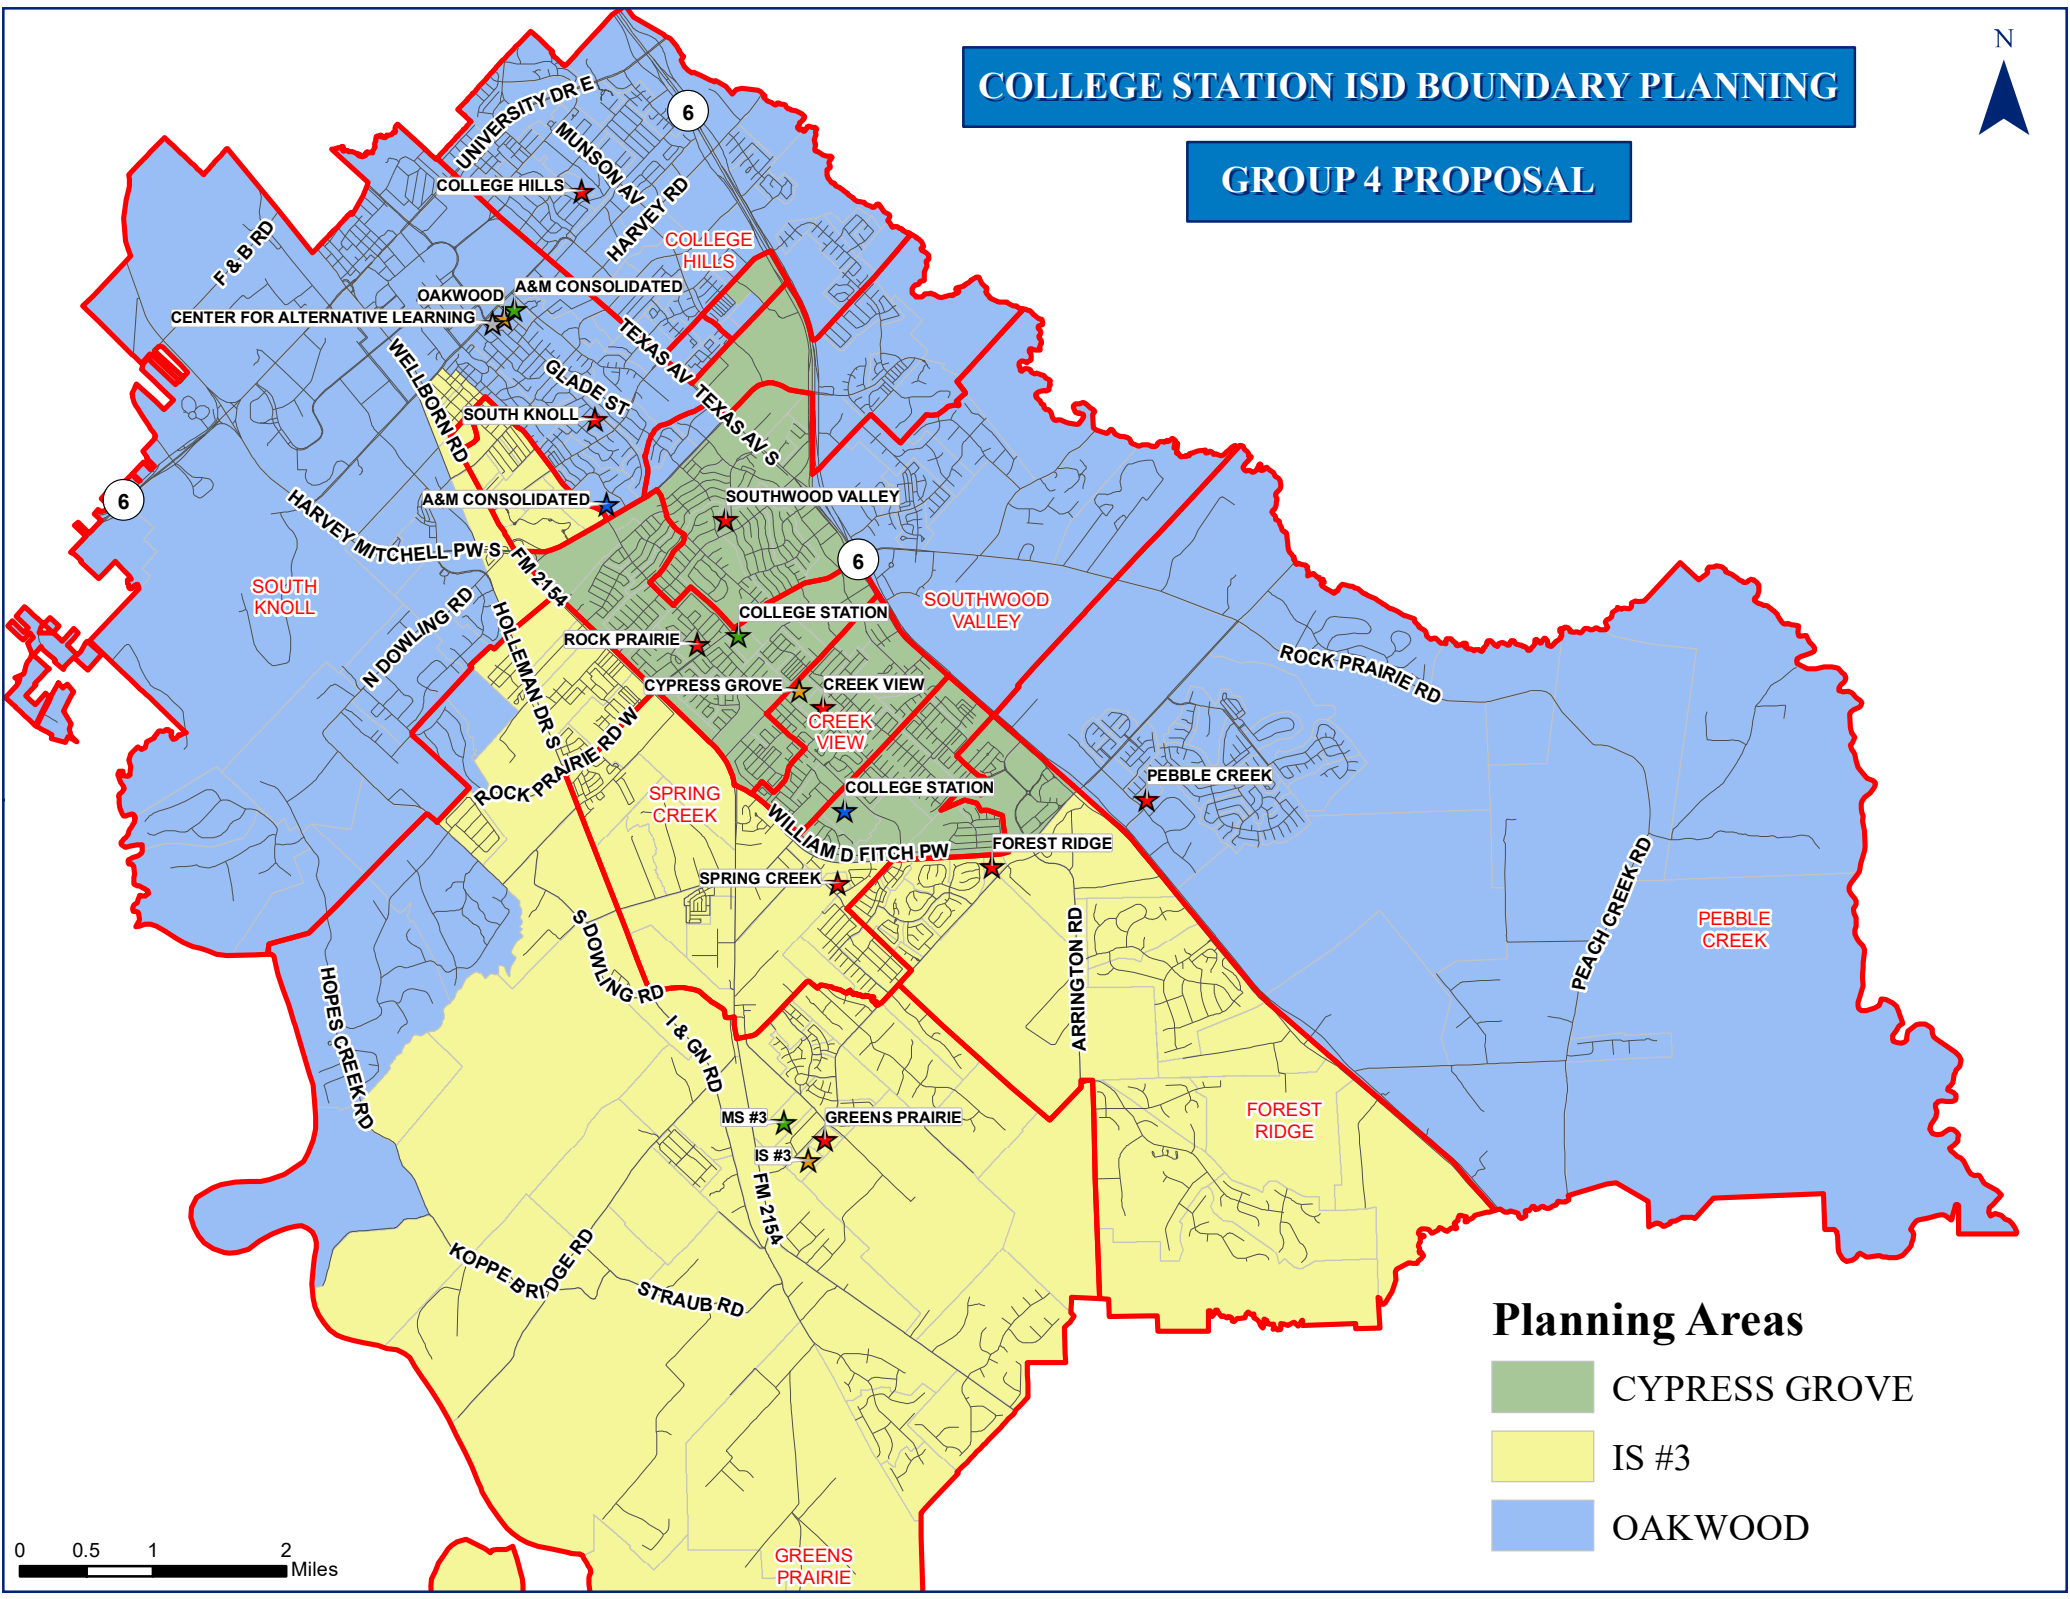 COLLEGE STATION ISD BOUNDARY PLANNING
GROUP 4 PROPOSAL
N
6
UNIVERSITY DR E
MUNSON AV
COLLEGE HILLS
HARVEY RD
COLLEGE
HILLS
F & B RD
OAKWOOD
A&M CONSOLIDATED
CENTER FOR ALTERNATIVE LEARNING
TEXAS AV
WELLBORN RD
GLADE ST
TEXAS AV S
SOUTH KNOLL
6
A&M CONSOLIDATED
SOUTHWOOD VALLEY
HARVEY MITCHELL PW S
FM 2154
6
SOUTH
KNOLL
N DOWLING RD
HOLLEMAN DR S
COLLEGE STATION
SOUTHWOOD
VALLEY
ROCK PRAIRIE
ROCK PRAIRIE RD
CYPRESS GROVE
CREEK VIEW
CREEK
VIEW
ROCK PRAIRIE RD W
SPRING
CREEK
COLLEGE STATION
PEBBLE CREEK
WILLIAM D FITCH PW
FOREST RIDGE
SPRING CREEK
PEACH CREEK RD
PEBBLE
CREEK
S DOWLING RD
ARRINGTON RD
HOPES CREEK RD
I & GN RD
MS #3
GREENS PRAIRIE
IS #3
FOREST
RIDGE
FM 2154
KOPPE BRIDGE RD
STRAUB RD
Planning Areas
CYPRESS GROVE
IS #3
OAKWOOD
GREENS
PRAIRIE
0 0.5 1 2
Miles